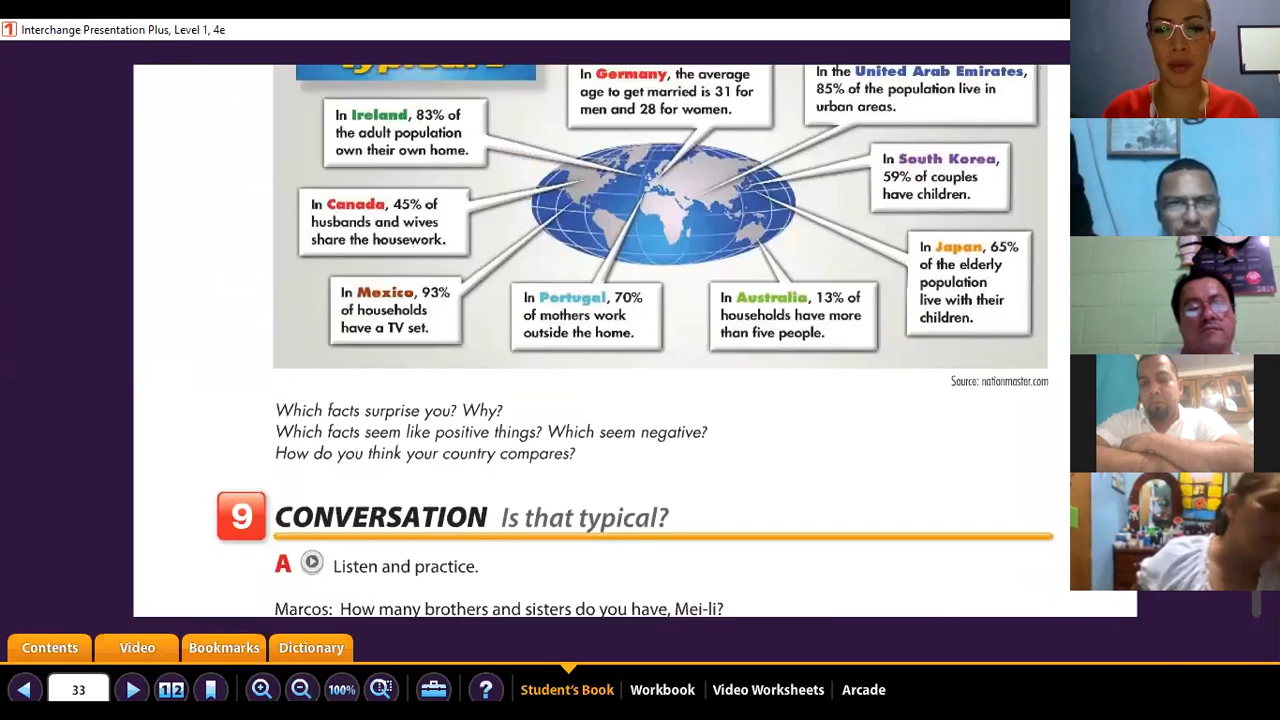 Interchange Presentation Plus, Level 1, 4e
typical?
In Germany, the average
age to get married is 31 for
men and 28 for women.
In the United Arab Emirates,
85% of the population live in
urban areas.
In Ireland, 83% of
the adult population
own their own home.
In South Korea,
59% of couples
have children.
In Canada, 45% of
husbands and wives
share the housework.
In Japan, 65%
of the elderly
population
live with their
children.
In Mexico, 93%
of households
have a TV set.
In Portugal, 70%
of mothers work
outside the home.
In Australia, 13% of
households have more
than five people.
Source: nationmaster.com
Which facts surprise you? Why?
Which facts seem like positive things? Which seem negative?
How do you think your country compares?
9 CONVERSATION Is that typical?
A Listen and practice.
Marcos: How many brothers and sisters do you have, Mei-li?
Contents Video Bookmarks Dictionary
33 12 100% ? Student's Book Workbook Video Worksheets Arcade